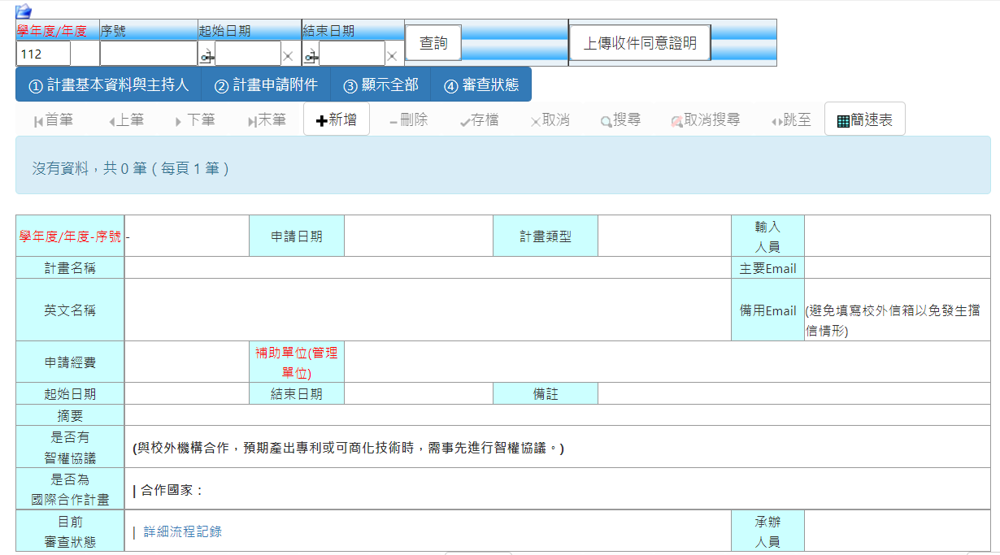 學年度/年度 序號 起始日期 結束日期 查詢 上傳收件同意證明
112
① 計畫基本資料與主持人 ② 計畫申請附件 ③ 顯示全部 ④ 審查狀態
首筆 上筆 下筆 末筆 新增 刪除 存檔 取消 搜尋 取消搜尋 跳至 簡速表
沒有資料，共 0 筆 ( 每頁 1 筆 )
學年度/年度-序號 - 申請日期 計畫類型 輸入
人員
計畫名稱 主要Email
英文名稱 備用Email (避免填寫校外信箱以免發生擋
信情形)
申請經費 補助單位(管理
單位)
起始日期 結束日期 備註
摘要
是否有
智權協議 (與校外機構合作，預期產出專利或可商化技術時，需事先進行智權協議。)
是否為
國際合作計畫 | 合作國家：
目前
審查狀態 | 詳細流程記錄 承辦
人員